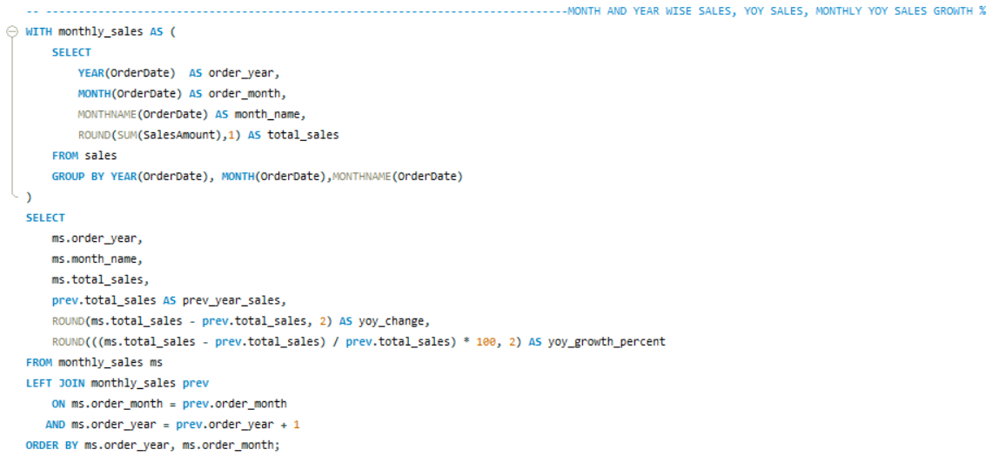 -- ----------------------------------------------------------------------------MONTH AND YEAR WISE SALES, YOY SALES, MONTHLY YOY SALES GROWTH %
WITH monthly_sales AS (
    SELECT
        YEAR(OrderDate)  AS order_year,
        MONTH(OrderDate) AS order_month,
        MONTHNAME(OrderDate) AS month_name,
        ROUND(SUM(SalesAmount),1) AS total_sales
    FROM sales
    GROUP BY YEAR(OrderDate), MONTH(OrderDate),MONTHNAME(OrderDate)
)
SELECT
    ms.order_year,
    ms.month_name,
    ms.total_sales,
    prev.total_sales AS prev_year_sales,
    ROUND(ms.total_sales - prev.total_sales, 2) AS yoy_change,
    ROUND(((ms.total_sales - prev.total_sales) / prev.total_sales) * 100, 2) AS yoy_growth_percent
FROM monthly_sales ms
LEFT JOIN monthly_sales prev
    ON ms.order_month = prev.order_month
   AND ms.order_year = prev.order_year + 1
ORDER BY ms.order_year, ms.order_month;